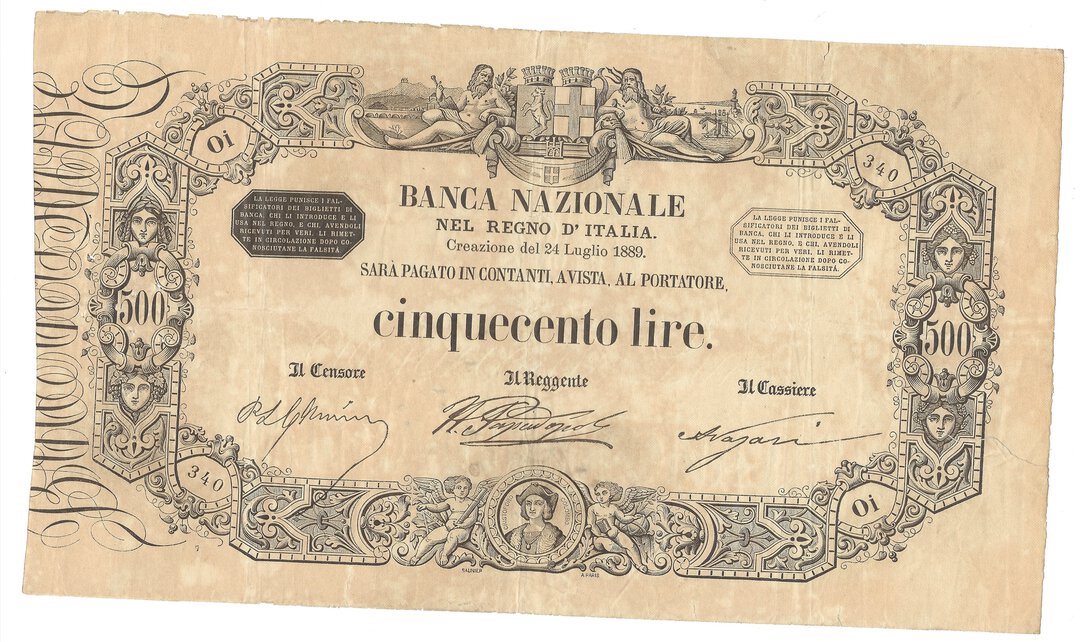 Oi
340
BANCA NAZIONALE
NEL REGNO D'ITALIA.
Creazione del 24 Luglio 1889.
SARÀ PAGATO IN CONTANTI, A VISTA, AL PORTATORE,
cinquecento lire.
LA LEGGE PUNISCE I FAL-
SIFICATORI DEI BIGLIETTI DI
BANCA, CHI LI INTRODUCE E LI
USA NEL REGNO, E CHI, AVENDOLI
RICEVUTI PER VERI, LI RIMET-
TE IN CIRCOLAZIONE DOPO CO-
NOSCIUTANE LA FALSITÀ.
LA LEGGE PUNISCE I FAL-
SIFICATORI DEI BIGLIETTI DI
BANCA, CHI LI INTRODUCE E LI
USA NEL REGNO, E CHI, AVENDOLI
RICEVUTI PER VERI, LI RIMET-
TE IN CIRCOLAZIONE DOPO CO-
NOSCIUTANE LA FALSITÀ.
500
500
Il Censore
Il Reggente
Il Cassiere
340
Oi
A PARIS